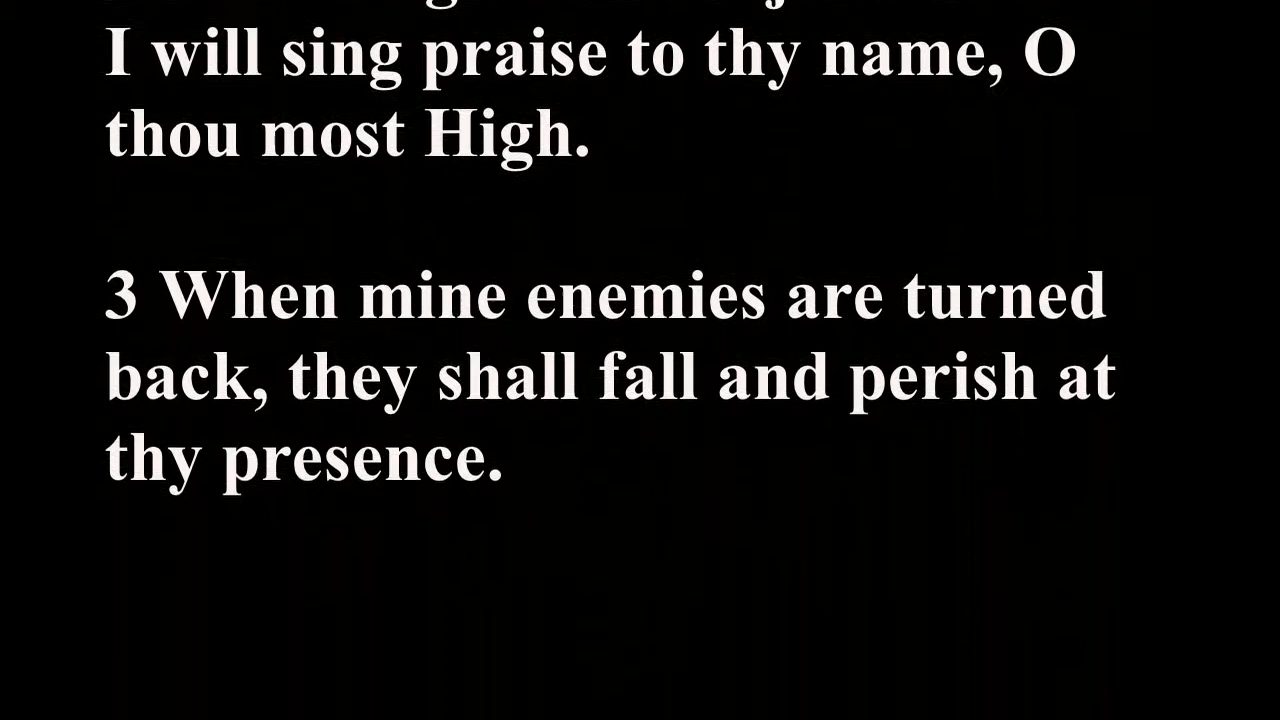 I will sing praise to thy name, O
thou most High.
3 When mine enemies are turned
back, they shall fall and perish at
thy presence.